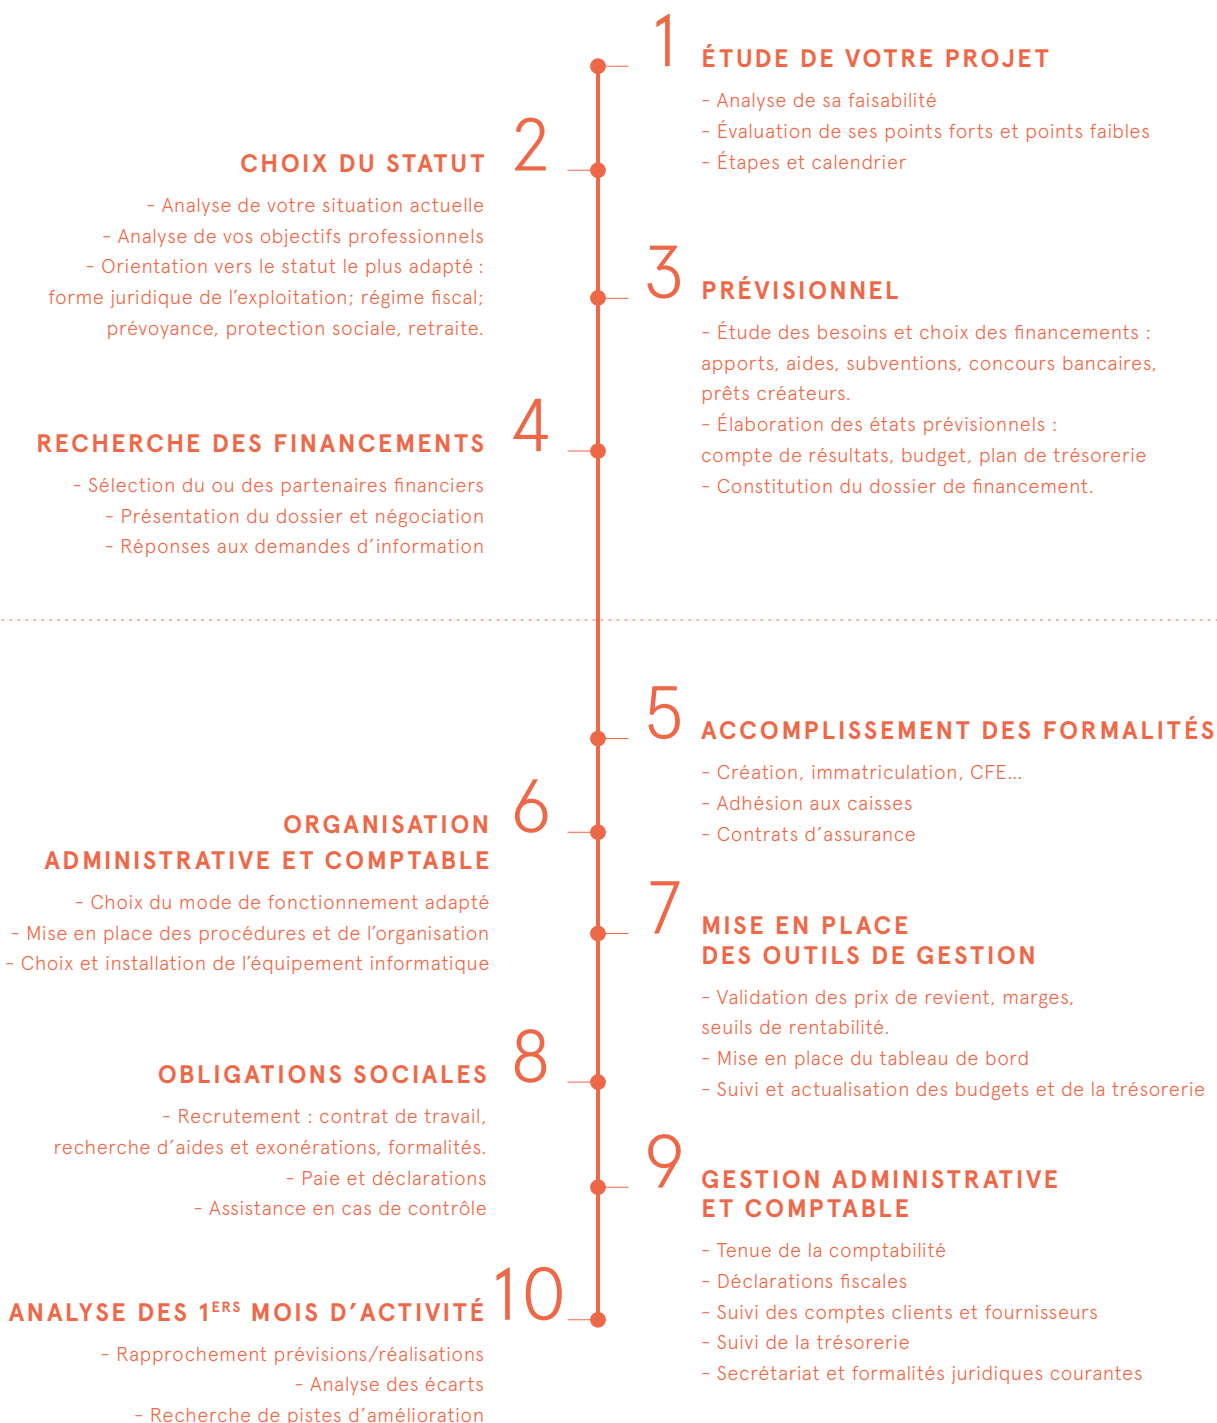 1
ÉTUDE DE VOTRE PROJET
- Analyse de sa faisabilité
- Évaluation de ses points forts et points faibles
- Étapes et calendrier
2
CHOIX DU STATUT
- Analyse de votre situation actuelle
- Analyse de vos objectifs professionnels
- Orientation vers le statut le plus adapté :
forme juridique de l’exploitation; régime fiscal;
prévoyance, protection sociale, retraite.
3
PRÉVISIONNEL
- Étude des besoins et choix des financements :
apports, aides, subventions, concours bancaires,
prêts créateurs.
- Élaboration des états prévisionnels :
compte de résultats, budget, plan de trésorerie
- Constitution du dossier de financement.
4
RECHERCHE DES FINANCEMENTS
- Sélection du ou des partenaires financiers
- Présentation du dossier et négociation
- Réponses aux demandes d’information
5
ACCOMPLISSEMENT DES FORMALITÉS
- Création, immatriculation, CFE...
- Adhésion aux caisses
- Contrats d’assurance
6
ORGANISATION
ADMINISTRATIVE ET COMPTABLE
- Choix du mode de fonctionnement adapté
- Mise en place des procédures et de l’organisation
- Choix et installation de l’équipement informatique
7
MISE EN PLACE
DES OUTILS DE GESTION
- Validation des prix de revient, marges,
seuils de rentabilité.
- Mise en place du tableau de bord
- Suivi et actualisation des budgets et de la trésorerie
8
OBLIGATIONS SOCIALES
- Recrutement : contrat de travail,
recherche d’aides et exonérations, formalités.
- Paie et déclarations
- Assistance en cas de contrôle
9
GESTION ADMINISTRATIVE
ET COMPTABLE
- Tenue de la comptabilité
- Déclarations fiscales
- Suivi des comptes clients et fournisseurs
- Suivi de la trésorerie
- Secrétariat et formalités juridiques courantes
10
ANALYSE DES 1ERS MOIS D’ACTIVITÉ
- Rapprochement prévisions/réalisations
- Analyse des écarts
- Recherche de pistes d’amélioration